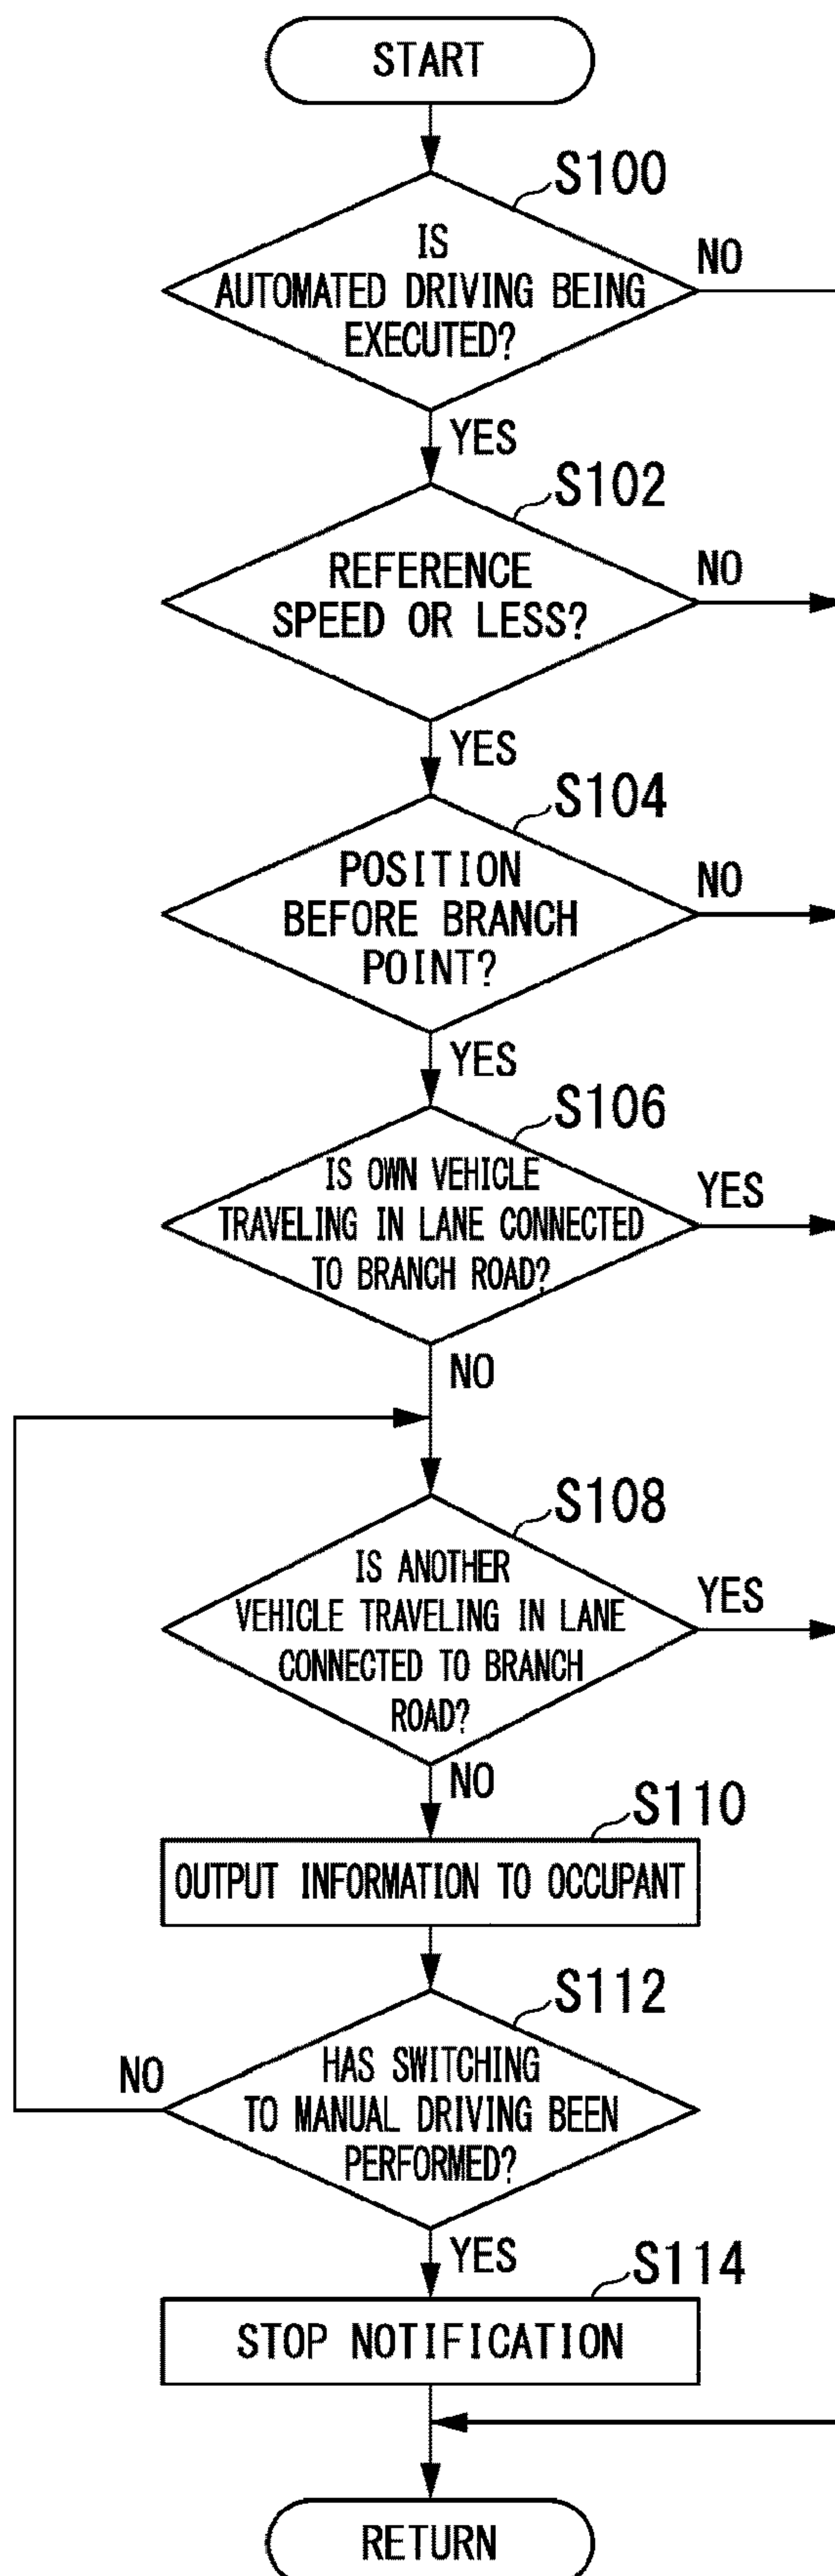 START
S100
IS
AUTOMATED DRIVING BEING
EXECUTED?
NO
YES
S102
REFERENCE
SPEED OR LESS?
NO
YES
S104
POSITION
BEFORE BRANCH
POINT?
NO
YES
S106
IS OWN VEHICLE
TRAVELING IN LANE CONNECTED
TO BRANCH ROAD?
YES
NO
S108
IS ANOTHER
VEHICLE TRAVELING IN LANE
CONNECTED TO BRANCH
ROAD?
YES
NO
S110
OUTPUT INFORMATION TO OCCUPANT
S112
HAS SWITCHING
TO MANUAL DRIVING BEEN
PERFORMED?
NO
YES
S114
STOP NOTIFICATION
RETURN